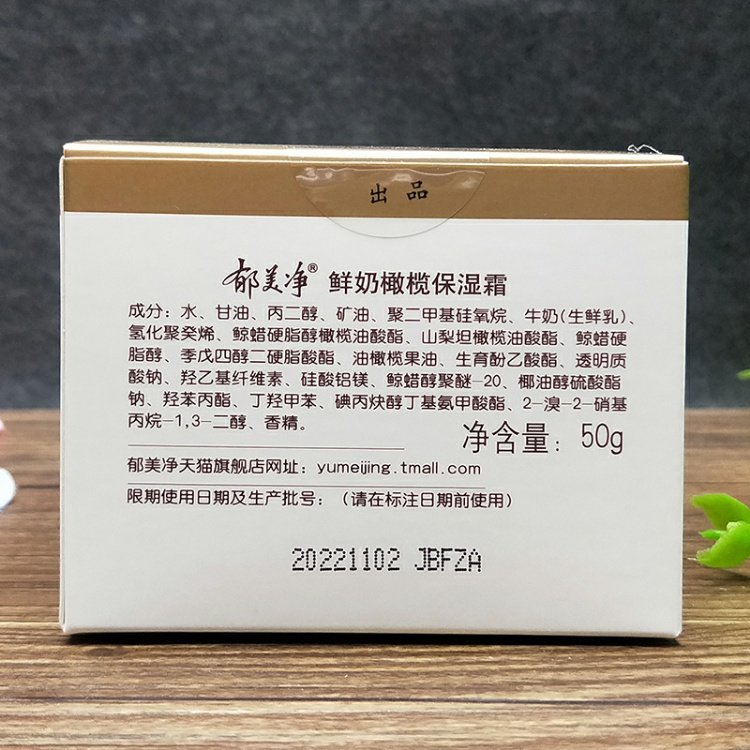 出品
郁美净® 鲜奶橄榄保湿霜
成分：水、甘油、丙二醇、矿油、聚二甲基硅氧烷、牛奶(生鲜乳)、
氢化聚癸烯、鲸蜡硬脂醇橄榄油酸酯、山梨坦橄榄油酸酯、鲸蜡硬
脂醇、季戊四醇二硬脂酸酯、油橄榄果油、生育酚乙酸酯、透明质
酸钠、羟乙基纤维素、硅酸铝镁、鲸蜡醇聚醚-20、椰油醇硫酸酯
钠、羟苯丙酯、丁羟甲苯、碘丙炔醇丁基氨甲酸酯、2-溴-2-硝基
丙烷-1,3-二醇、香精。
净含量：50g
郁美净天猫旗舰店网址：yumeijing.tmall.com
限期使用日期及生产批号：（请在标注日期前使用）
20221102 JBFZA